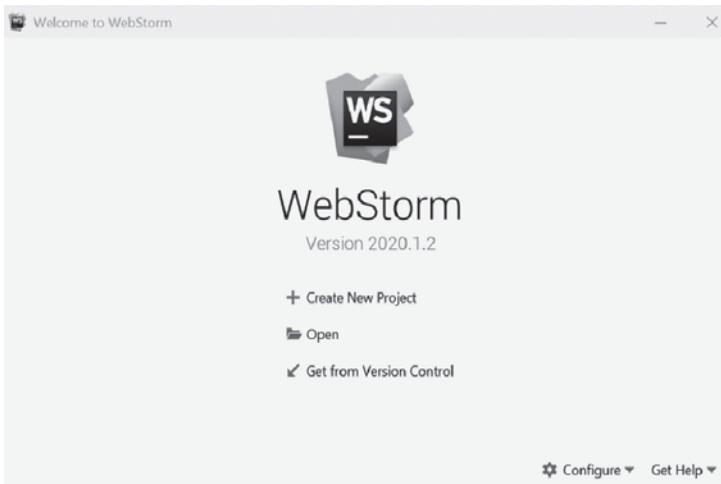 Welcome to WebStorm
WS
WebStorm
Version 2020.1.2
Create New Project
Open
Get from Version Control
Configure Get Help